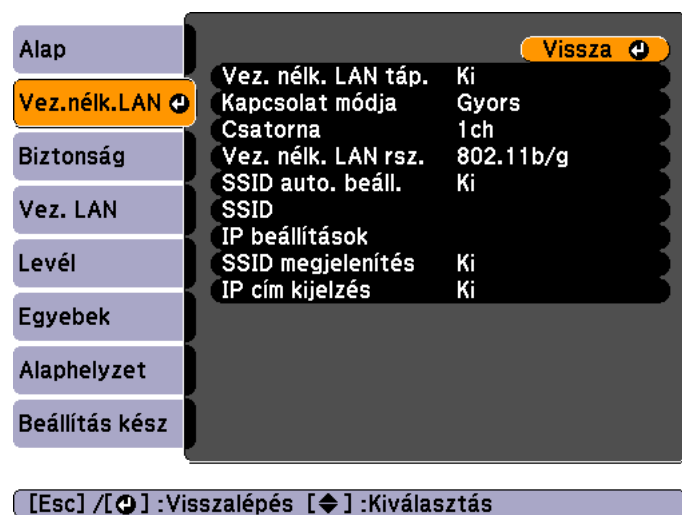 Alap
Vez.nélk.LAN
Biztonság
Vez. LAN
Levél
Egyebek
Alaphelyzet
Beállítás kész
Vissza
Vez. nélk. LAN táp. Ki
Kapcsolat módja Gyors
Csatorna 1ch
Vez. nélk. LAN rsz. 802.11b/g
SSID auto. beáll. Ki
SSID
IP beállítások
SSID megjelenítés Ki
IP cím kijelzés Ki
[Esc] /[ ] :Visszalépés [ ] :Kiválasztás